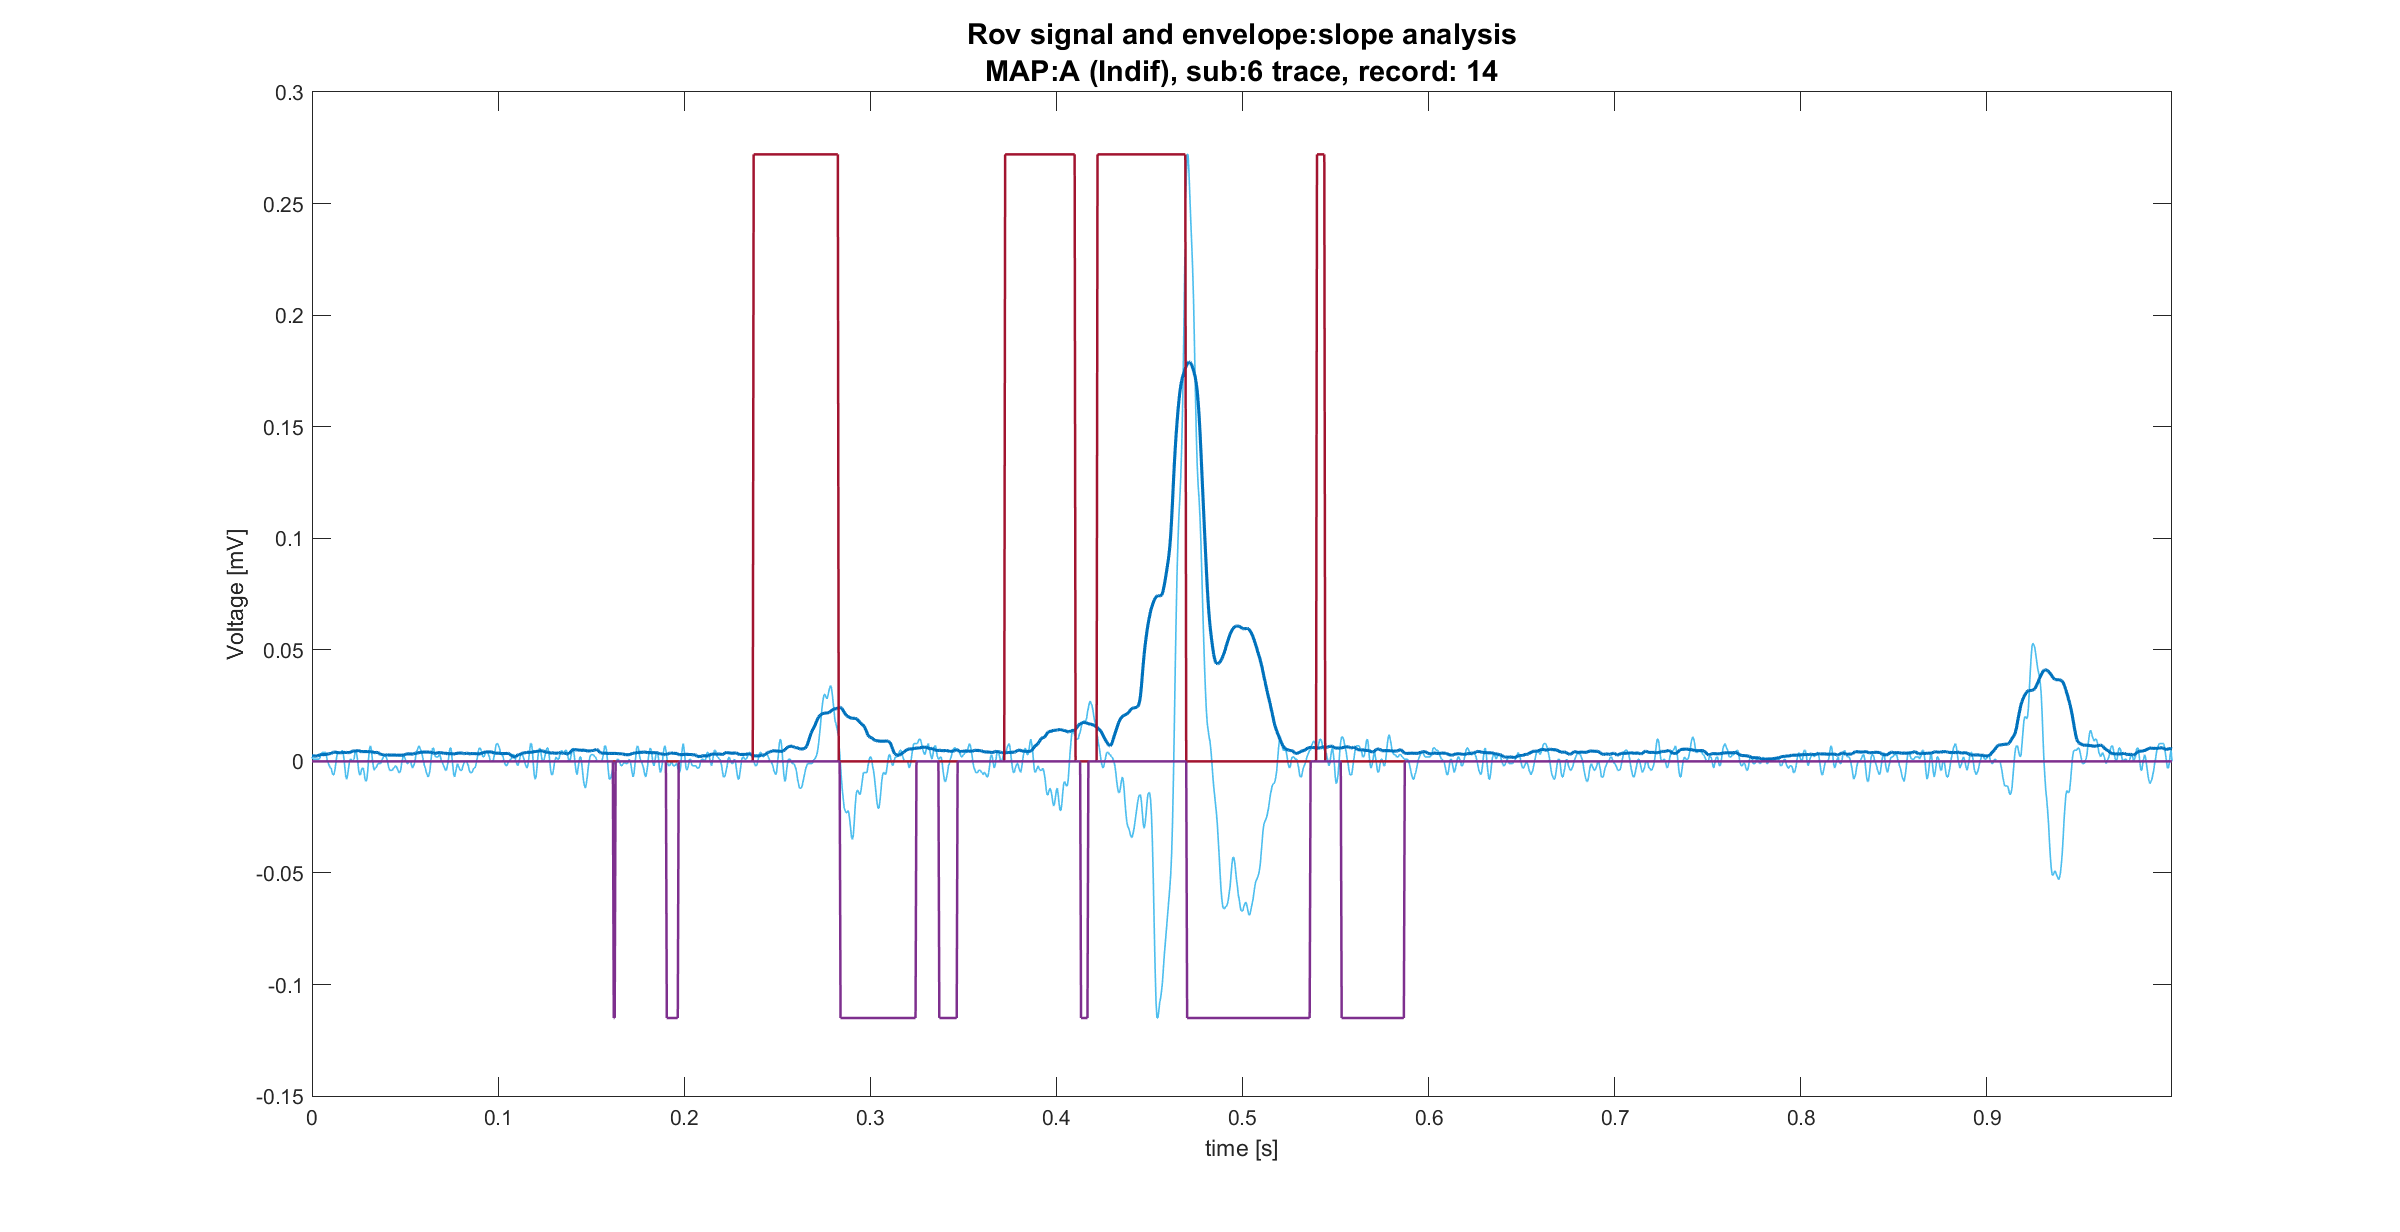 Rov signal and envelope:slope analysis
MAP:A (Indif), sub:6 trace, record: 14
0.3
0.25
0.2
0.15
0.1
0.05
0
-0.05
-0.1
-0.15
Voltage [mV]
0 0.1 0.2 0.3 0.4 0.5 0.6 0.7 0.8 0.9
time [s]